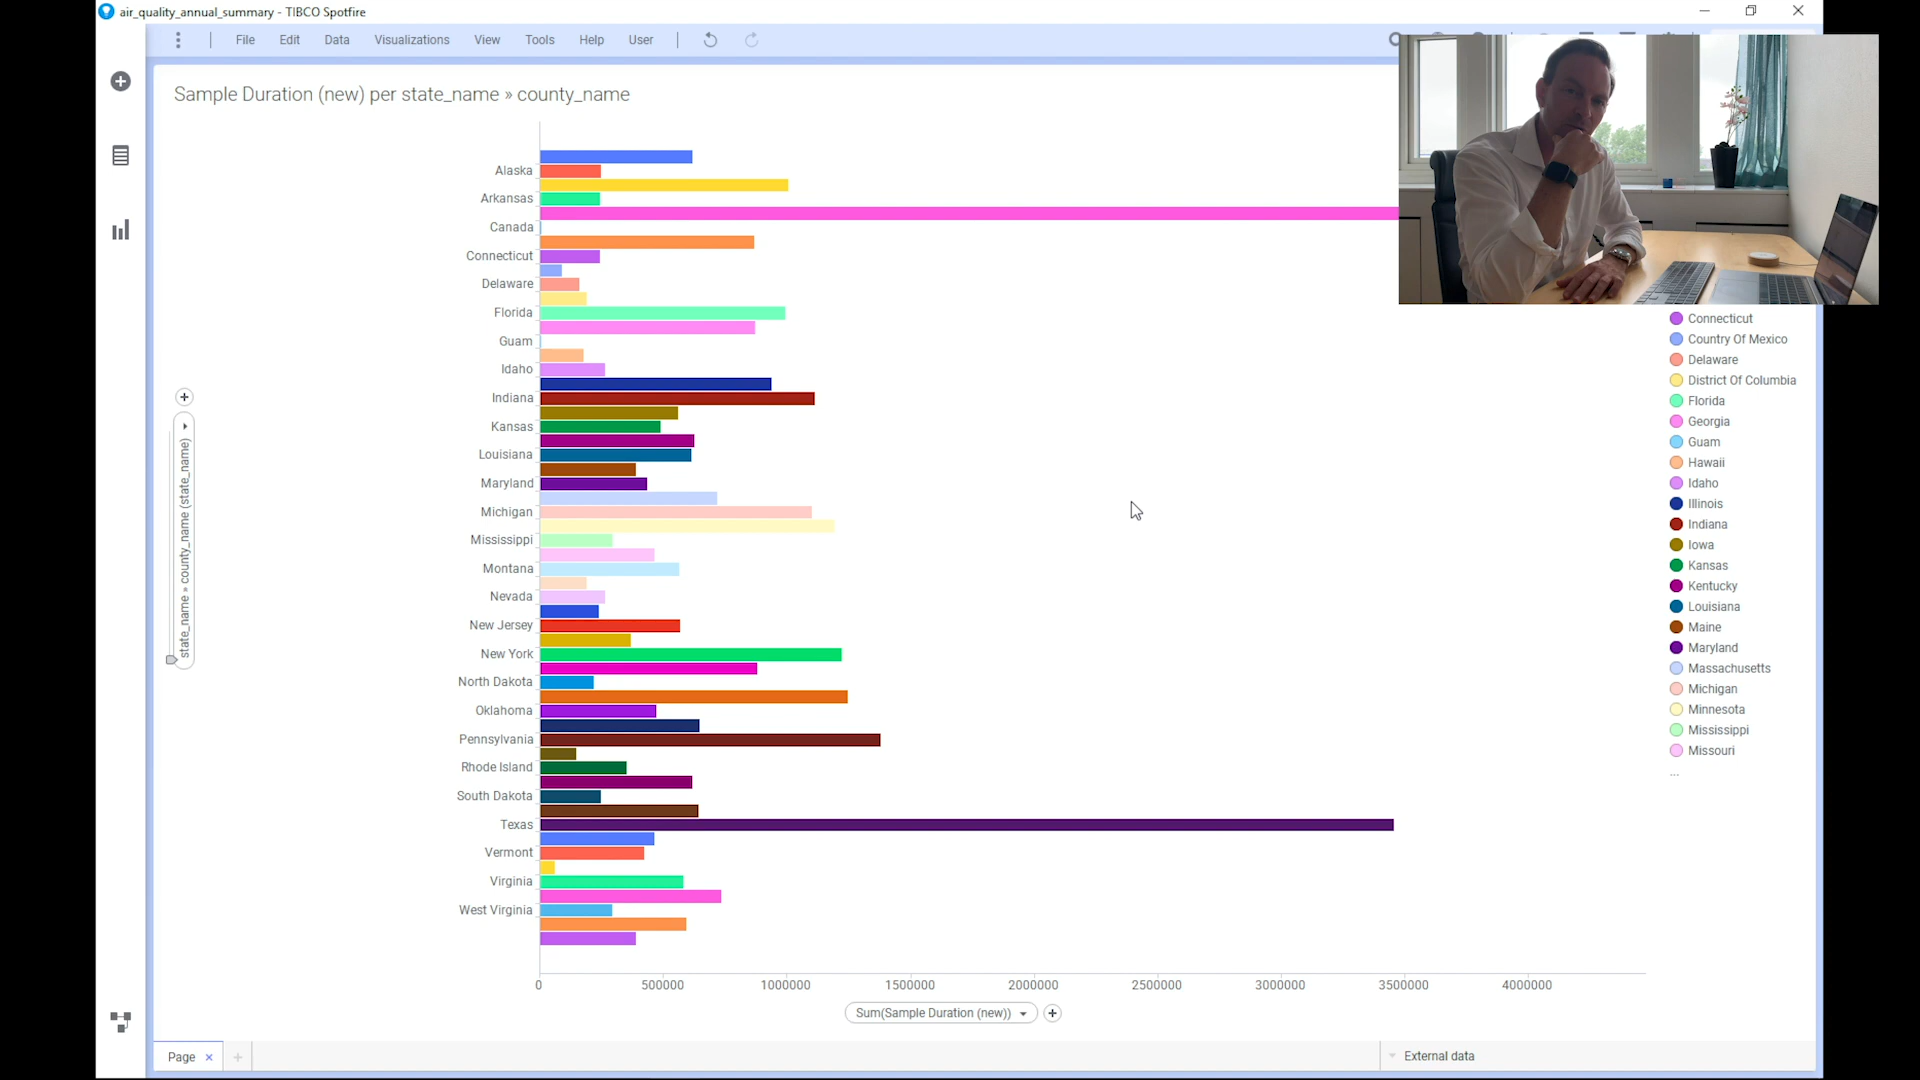 air_quality_annual_summary - TIBCO Spotfire
File Edit Data Visualizations View Tools Help User
Sample Duration (new) per state_name » county_name
Alaska
Arkansas
Canada
Connecticut
Delaware
Florida
Guam
Idaho
Indiana
Kansas
Louisiana
Maryland
Michigan
Mississippi
Montana
Nevada
New Jersey
New York
North Dakota
Oklahoma
Pennsylvania
Rhode Island
South Dakota
Texas
Vermont
Virginia
West Virginia
state_name » county_name (state_name)
0 500000 1000000 1500000 2000000 2500000 3000000 3500000 4000000
Sum(Sample Duration (new))
Connecticut
Country Of Mexico
Delaware
District Of Columbia
Florida
Georgia
Guam
Hawaii
Idaho
Illinois
Indiana
Iowa
Kansas
Kentucky
Louisiana
Maine
Maryland
Massachusetts
Michigan
Minnesota
Mississippi
Missouri
...
Page
External data